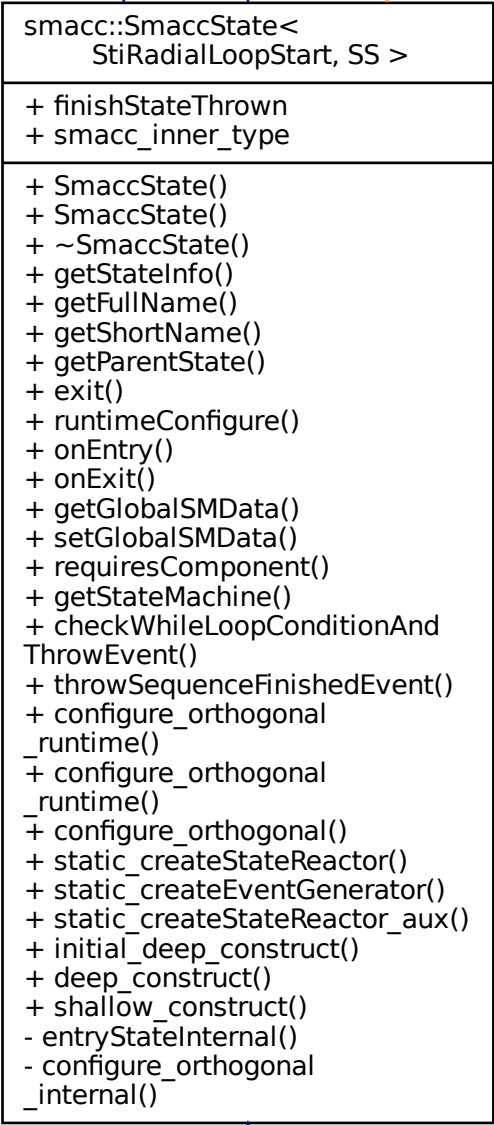 smacc::SmaccState<
StiRadialLoopStart, SS >
+ finishStateThrown
+ smacc_inner_type
+ SmaccState()
+ SmaccState()
+ ~SmaccState()
+ getStateInfo()
+ getFullName()
+ getShortName()
+ getParentState()
+ exit()
+ runtimeConfigure()
+ onEntry()
+ onExit()
+ getGlobalSMData()
+ setGlobalSMData()
+ requiresComponent()
+ getStateMachine()
+ checkWhileLoopConditionAnd
ThrowEvent()
+ throwSequenceFinishedEvent()
+ configure_orthogonal
_runtime()
+ configure_orthogonal
_runtime()
+ configure_orthogonal()
+ static_createStateReactor()
+ static_createEventGenerator()
+ static_createStateReactor_aux()
+ initial_deep_construct()
+ deep_construct()
+ shallow_construct()
- entryStateInternal()
- configure_orthogonal
_internal()